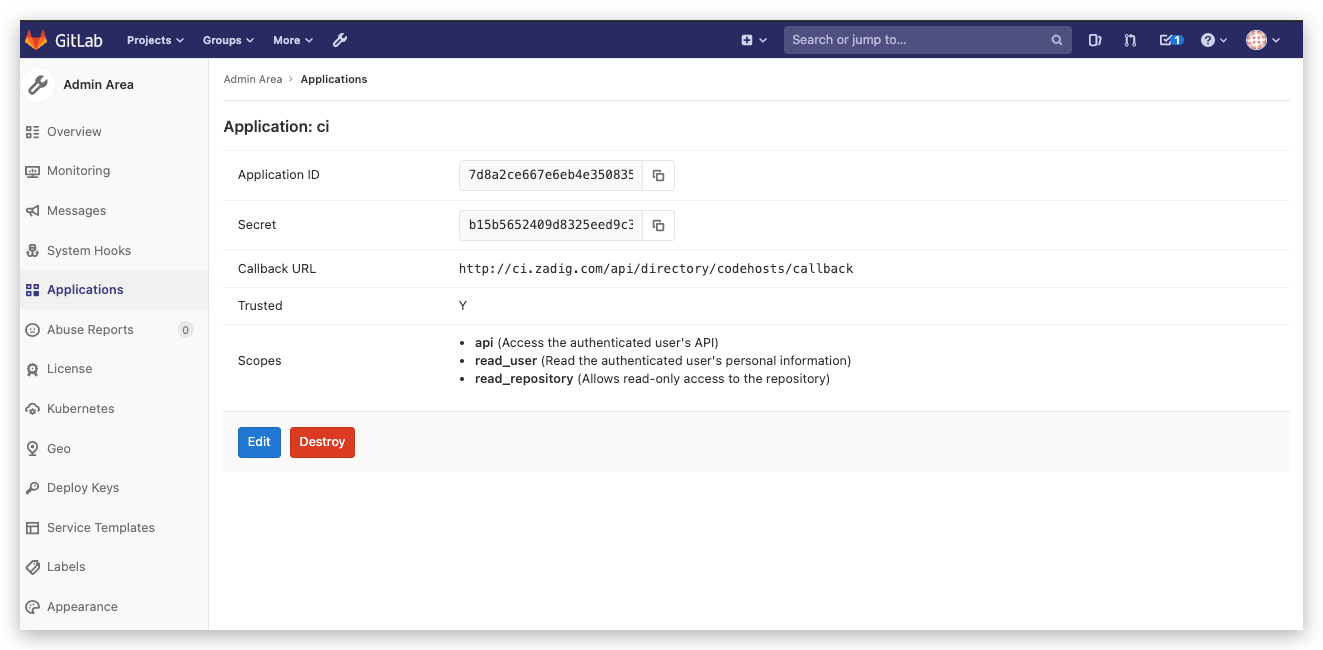 GitLab Projects Groups More Search or jump to... 1
Admin Area
Overview
Monitoring
Messages
System Hooks
Applications
Abuse Reports 0
License
Kubernetes
Geo
Deploy Keys
Service Templates
Labels
Appearance
Admin Area › Applications
Application: ci
Application ID 7d8a2ce667e6eb4e350835
Secret b15b5652409d8325eed9c3
Callback URL http://ci.zadig.com/api/directory/codehosts/callback
Trusted Y
Scopes
• api (Access the authenticated user's API)
• read_user (Read the authenticated user's personal information)
• read_repository (Allows read-only access to the repository)
Edit Destroy